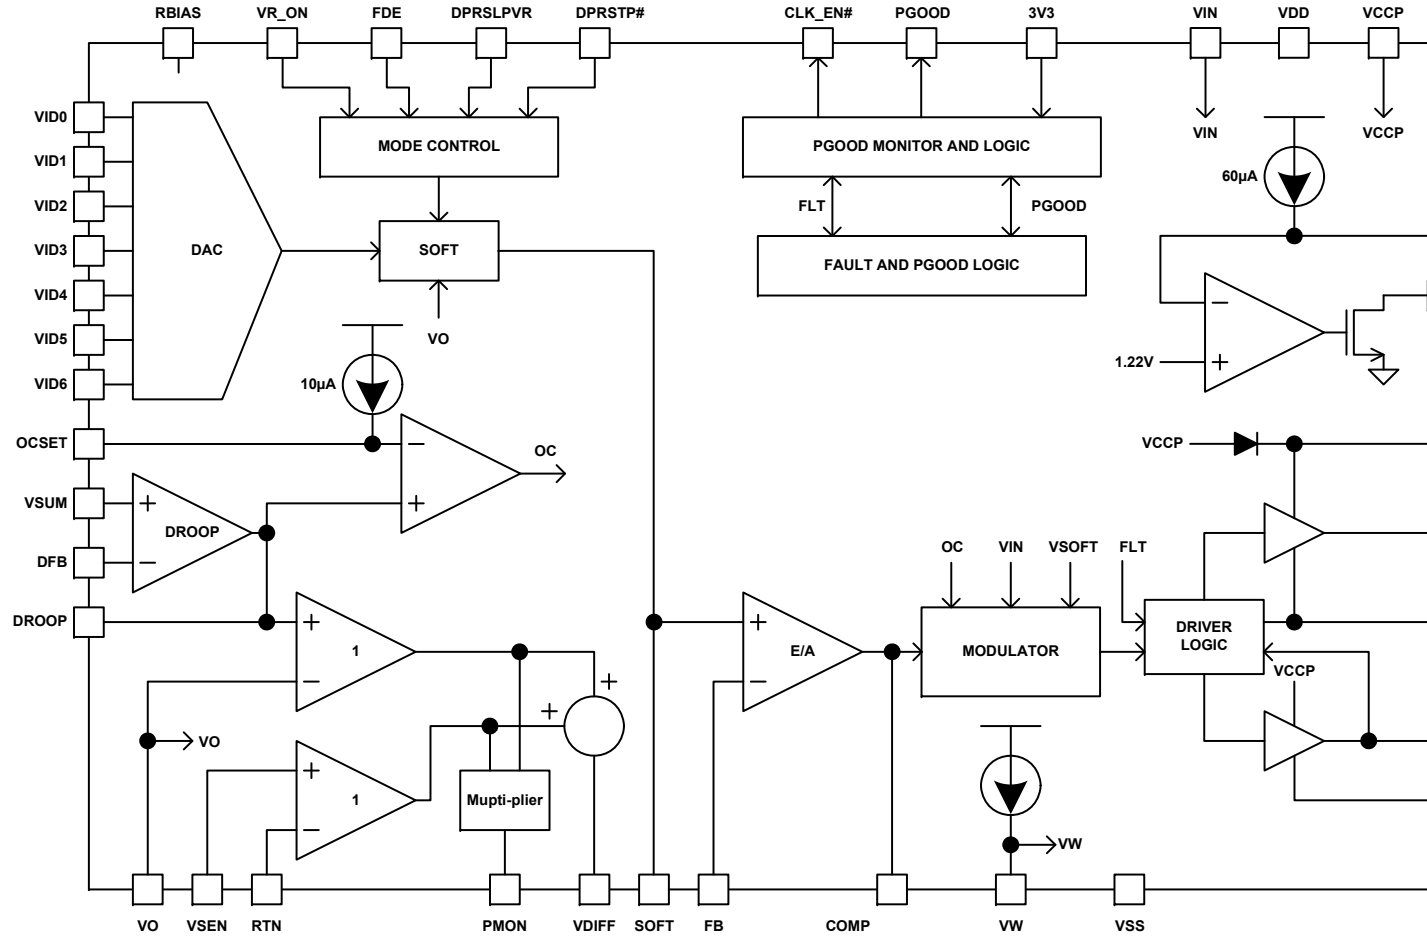 RBIAS VR_ON FDE DPRSLPVR DPRSTP# CLK_EN# PGOOD 3V3 VIN VDD VCCP
VID0
VID1
VID2
VID3
VID4
VID5
VID6
DAC
MODE CONTROL
SOFT
VO
PGOOD MONITOR AND LOGIC
FLT
PGOOD
FAULT AND PGOOD LOGIC
VIN
VCCP
60µA
−
+
1.22V
10µA
OCSET
−
+
OC
VSUM
DFB
+
−
DROOP
DROOP
+
−
1
VO
+
−
1
+
+
Mupti-plier
+
−
E/A
OC VIN VSOFT FLT
MODULATOR
DRIVER
LOGIC
VCCP
VCCP
VW
VO VSEN RTN PMON VDIFF SOFT FB COMP VW VSS